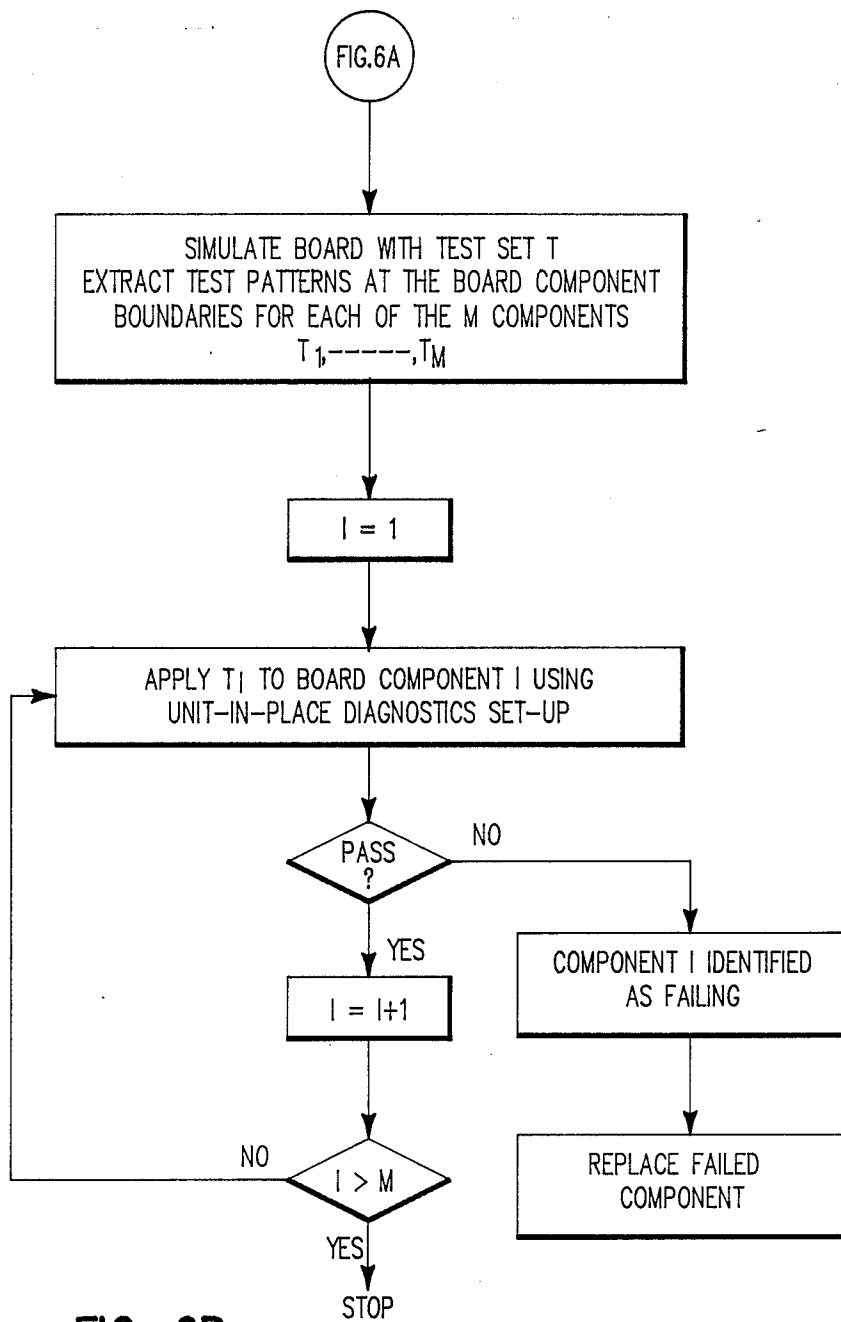 FIG.6A
SIMULATE BOARD WITH TEST SET T
EXTRACT TEST PATTERNS AT THE BOARD COMPONENT
BOUNDARIES FOR EACH OF THE M COMPONENTS
T1,-----,TM
I = 1
APPLY TI TO BOARD COMPONENT I USING
UNIT-IN-PLACE DIAGNOSTICS SET-UP
PASS
?
NO
YES
COMPONENT I IDENTIFIED
AS FAILING
I = I+1
REPLACE FAILED
COMPONENT
NO
I > M
YES
STOP